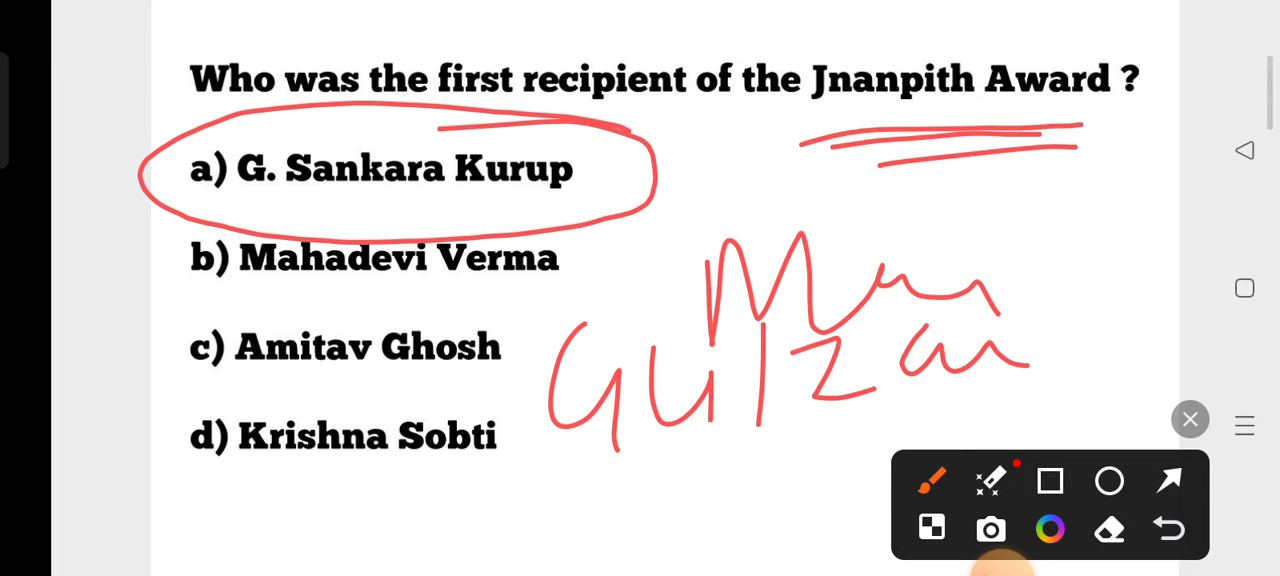 Who was the first recipient of the Jnanpith Award ?
a) G. Sankara Kurup
b) Mahadevi Verma
c) Amitav Ghosh
d) Krishna Sobti
Gulzar